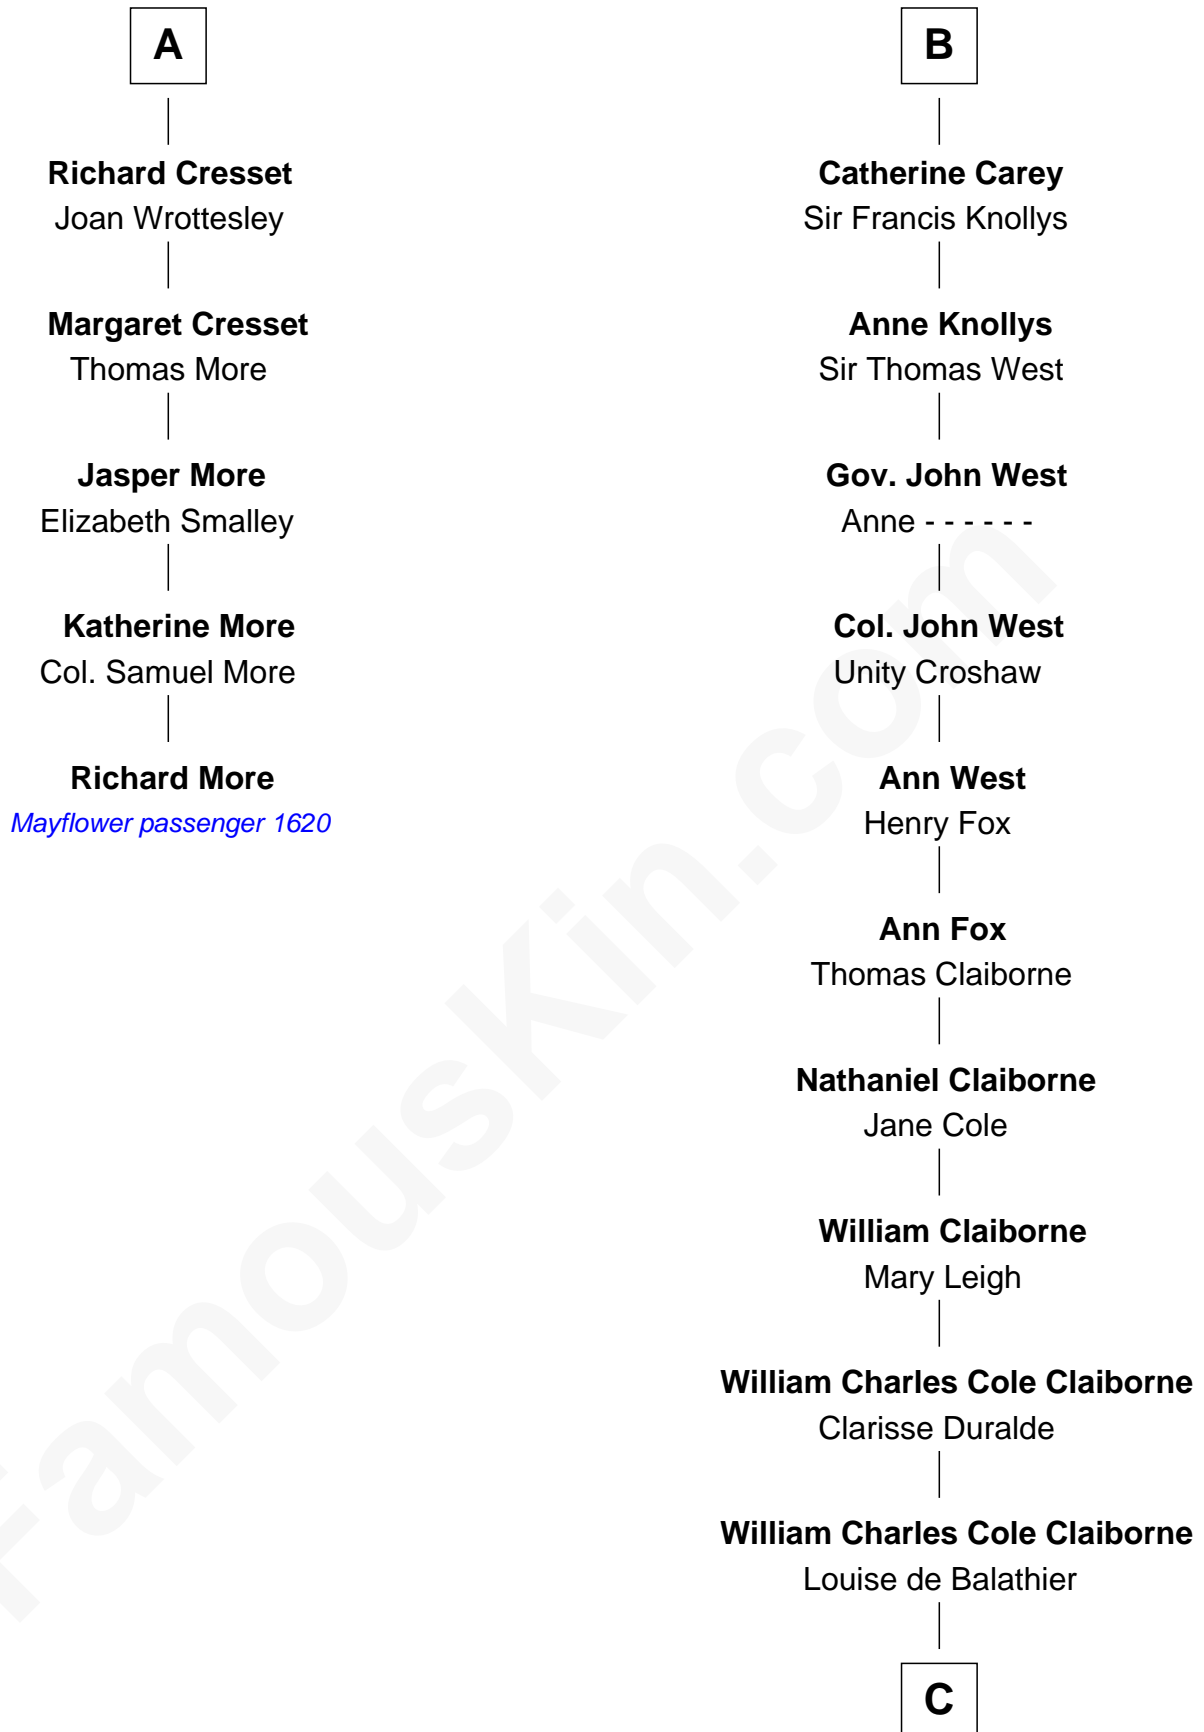 A
Richard Cresset
Joan Wrottesley
Margaret Cresset
Thomas More
Jasper More
Elizabeth Smalley
Katherine More
Col. Samuel More
Richard More
Mayflower passenger 1620
B
Catherine Carey
Sir Francis Knollys
Anne Knollys
Sir Thomas West
Gov. John West
Anne - - - - - -
Col. John West
Unity Croshaw
Ann West
Henry Fox
Ann Fox
Thomas Claiborne
Nathaniel Claiborne
Jane Cole
William Claiborne
Mary Leigh
William Charles Cole Claiborne
Clarisse Duralde
William Charles Cole Claiborne
Louise de Balathier
C
FamousKin.com